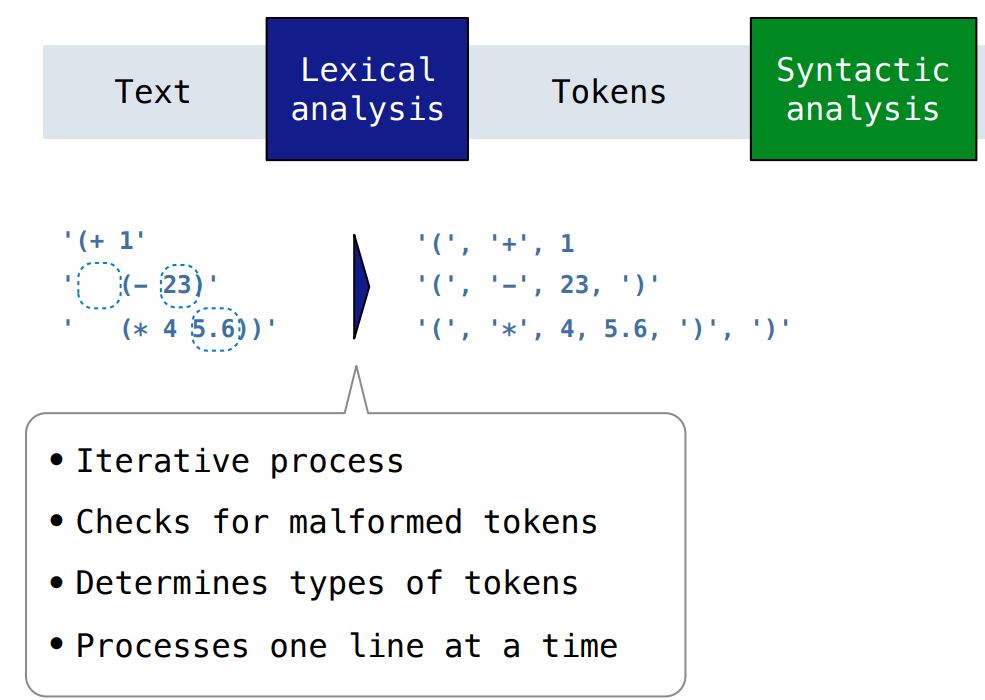 Text
Lexical
analysis
Tokens
Syntactic
analysis
'(+ 1'
'   (− 23)'
'   (∗ 4 5.6))'
'(', '+', 1
'(', '−', 23, ')'
'(', '∗', 4, 5.6, ')', ')'
• Iterative process
• Checks for malformed tokens
• Determines types of tokens
• Processes one line at a time